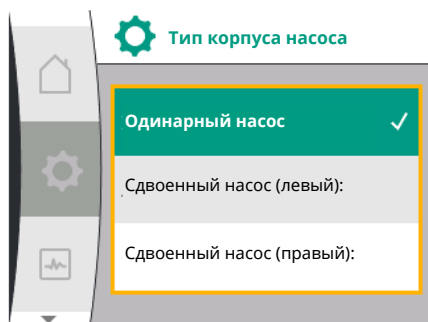 Тип корпуса насоса
Одинарный насос
Сдвоенный насос (левый):
Сдвоенный насос (правый):